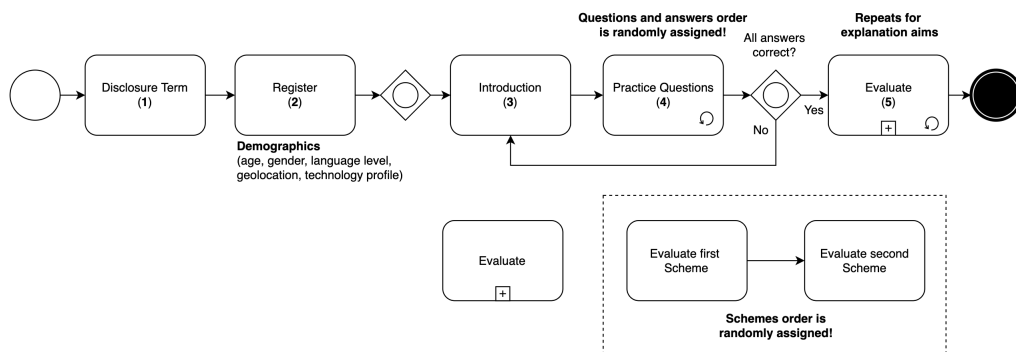 Questions and answers order
is randomly assigned!
All answers
correct?
Repeats for
explanation aims
Disclosure Term
(1)
Register
(2)
Introduction
(3)
Practice Questions
(4)
Yes
No
Evaluate
(5)
+
Demographics
(age, gender, language level,
geolocation, technology profile)
Evaluate
+
Evaluate first
Scheme
Evaluate second
Scheme
Schemes order is
randomly assigned!